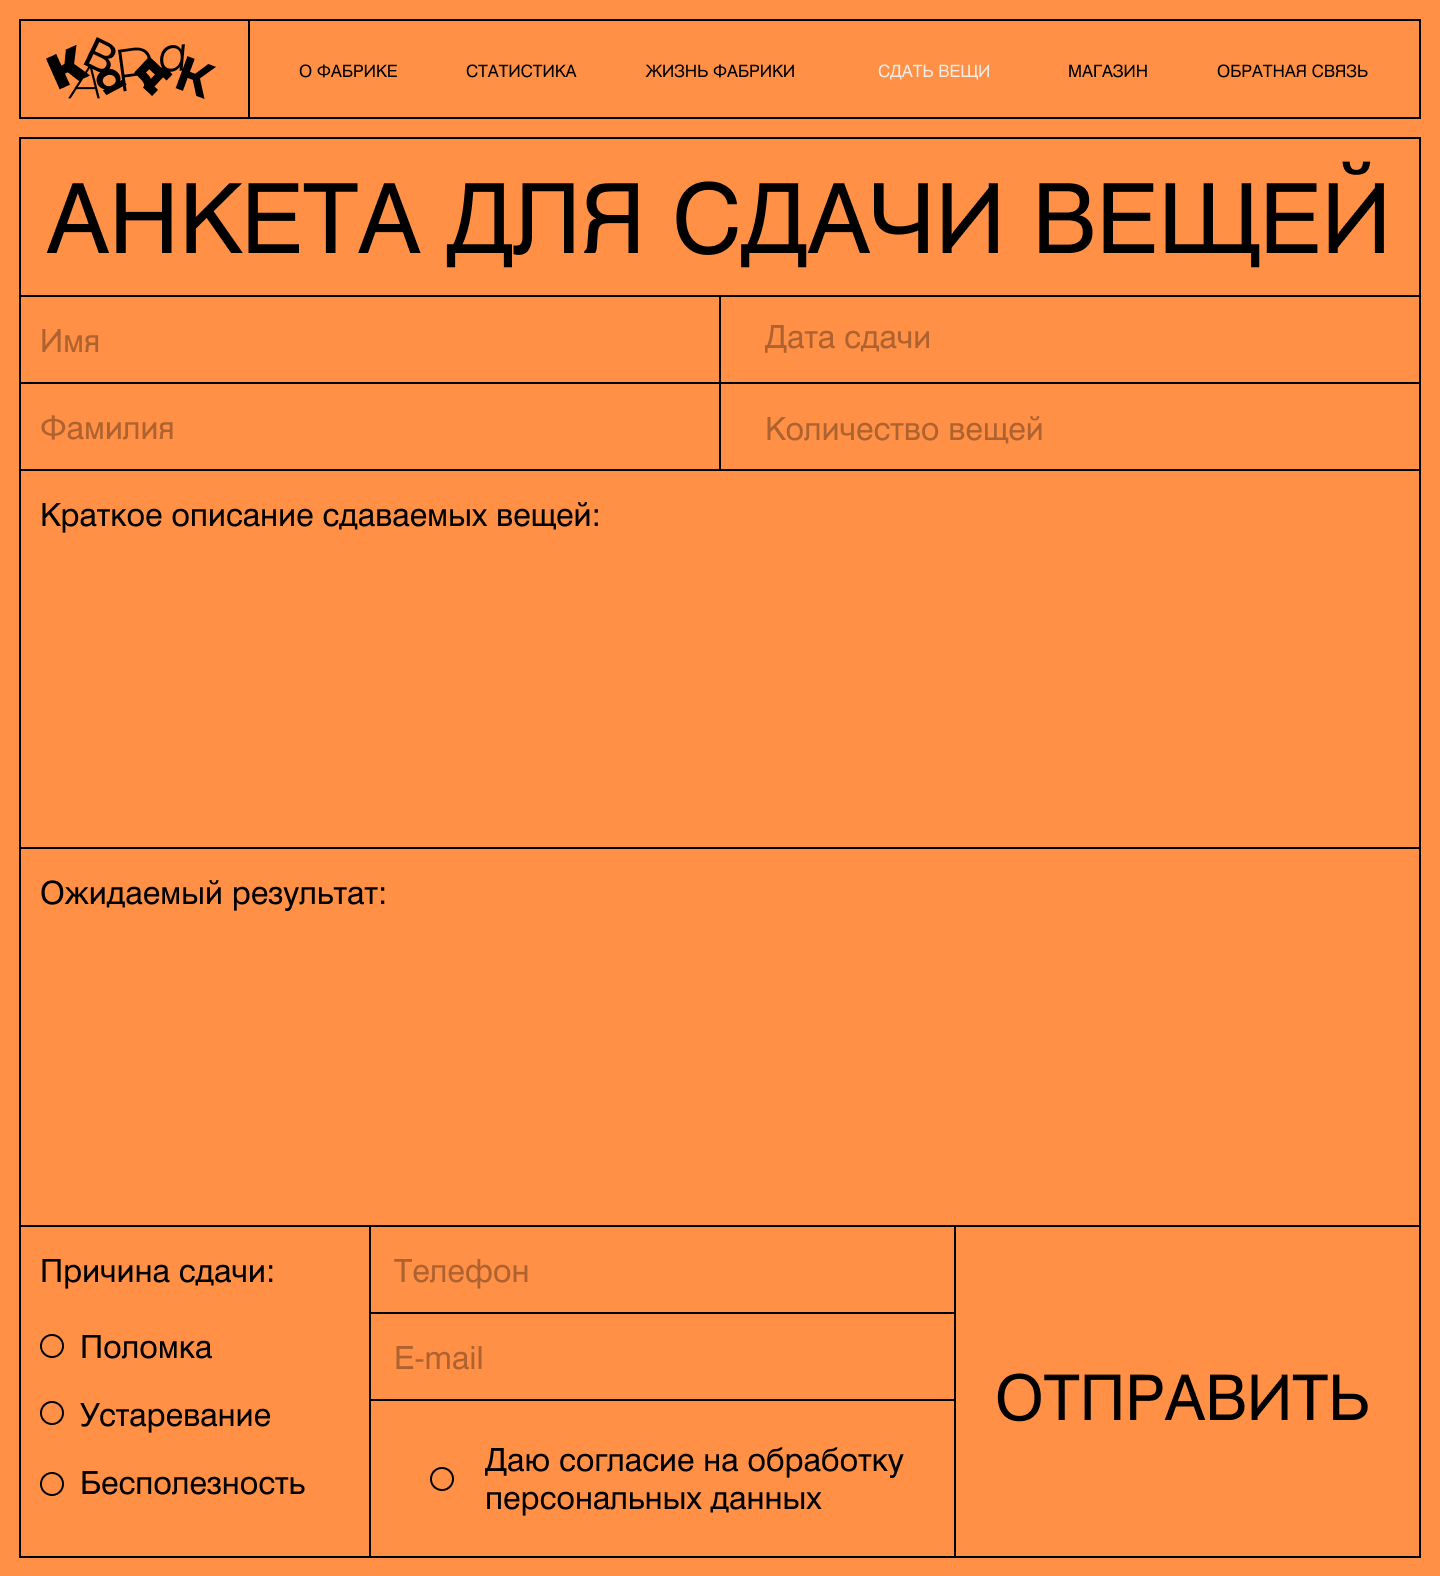 О ФАБРИКЕ
СТАТИСТИКА
ЖИЗНЬ ФАБРИКИ
СДАТЬ ВЕЩИ
МАГАЗИН
ОБРАТНАЯ СВЯЗЬ
АНКЕТА ДЛЯ СДАЧИ ВЕЩЕЙ
Имя
Дата сдачи
Фамилия
Количество вещей
Краткое описание сдаваемых вещей:
Ожидаемый результат:
Причина сдачи:
Поломка
Устаревание
Бесполезность
Телефон
E-mail
Даю согласие на обработку
персональных данных
ОТПРАВИТЬ